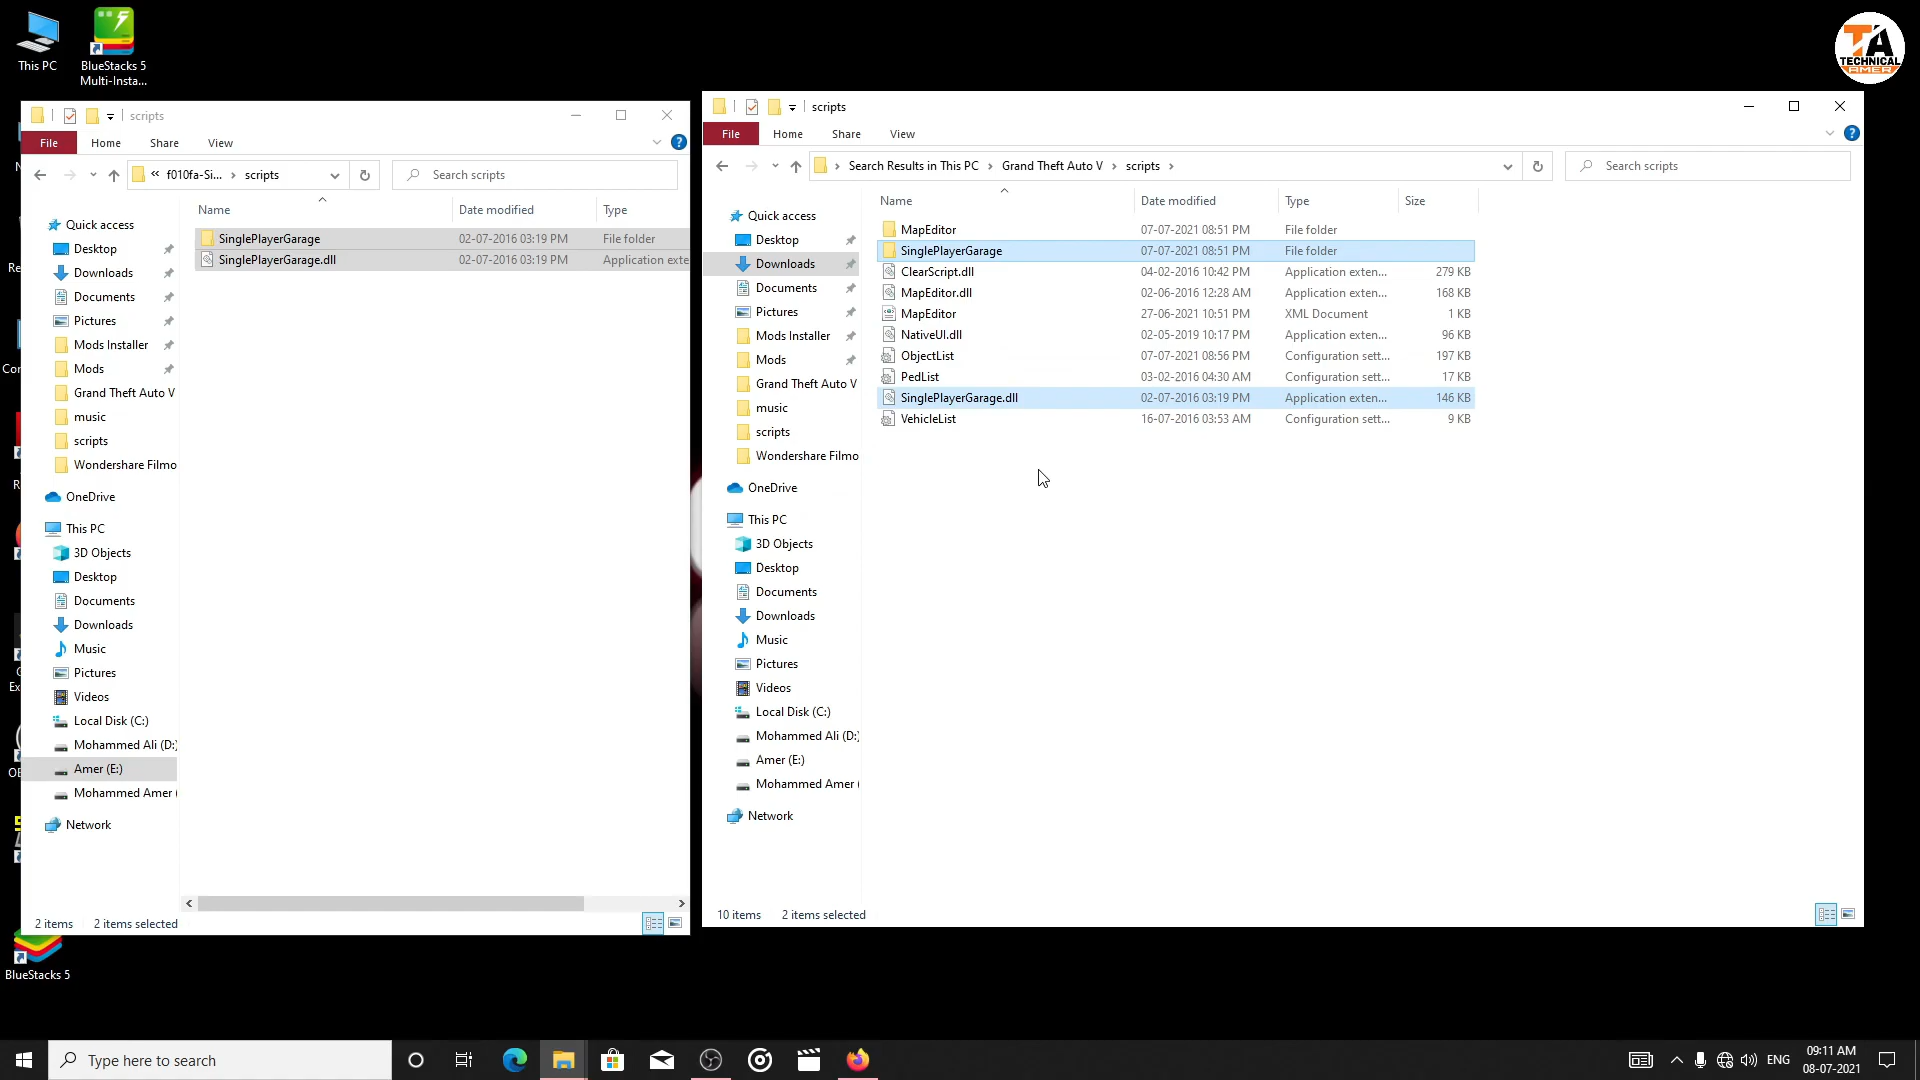 This PC
BlueStacks 5
Multi-Insta...
TA
TECHNICAL
AMER
scripts
File
Home
Share
View
f010fa-Si...
scripts
Search scripts
Name
Date modified
Type
SinglePlayerGarage
02-07-2016 03:19 PM
File folder
SinglePlayerGarage.dll
02-07-2016 03:19 PM
Application exte
Quick access
Desktop
Downloads
Documents
Pictures
Mods Installer
Mods
Grand Theft Auto V
music
scripts
Wondershare Filmo
OneDrive
This PC
3D Objects
Desktop
Documents
Downloads
Music
Pictures
Videos
Local Disk (C:)
Mohammed Ali (D:)
Amer (E:)
Mohammed Amer (
Network
2 items
2 items selected
scripts
File
Home
Share
View
Search Results in This PC
Grand Theft Auto V
scripts
Search scripts
Name
Date modified
Type
Size
MapEditor
07-07-2021 08:51 PM
File folder
SinglePlayerGarage
07-07-2021 08:51 PM
File folder
ClearScript.dll
04-02-2016 10:42 PM
Application exten...
279 KB
MapEditor.dll
02-06-2016 12:28 AM
Application exten...
168 KB
MapEditor
27-06-2021 10:51 PM
XML Document
1 KB
NativeUI.dll
02-05-2019 10:17 PM
Application exten...
96 KB
ObjectList
07-07-2021 08:56 PM
Configuration sett...
197 KB
PedList
03-02-2016 04:30 AM
Configuration sett...
17 KB
SinglePlayerGarage.dll
02-07-2016 03:19 PM
Application exten...
146 KB
VehicleList
16-07-2016 03:53 AM
Configuration sett...
9 KB
Quick access
Desktop
Downloads
Documents
Pictures
Mods Installer
Mods
Grand Theft Auto V
music
scripts
Wondershare Filmo
OneDrive
This PC
3D Objects
Desktop
Documents
Downloads
Music
Pictures
Videos
Local Disk (C:)
Mohammed Ali (D:)
Amer (E:)
Mohammed Amer (
Network
10 items
2 items selected
BlueStacks 5
Type here to search
ENG
09:11 AM
08-07-2021